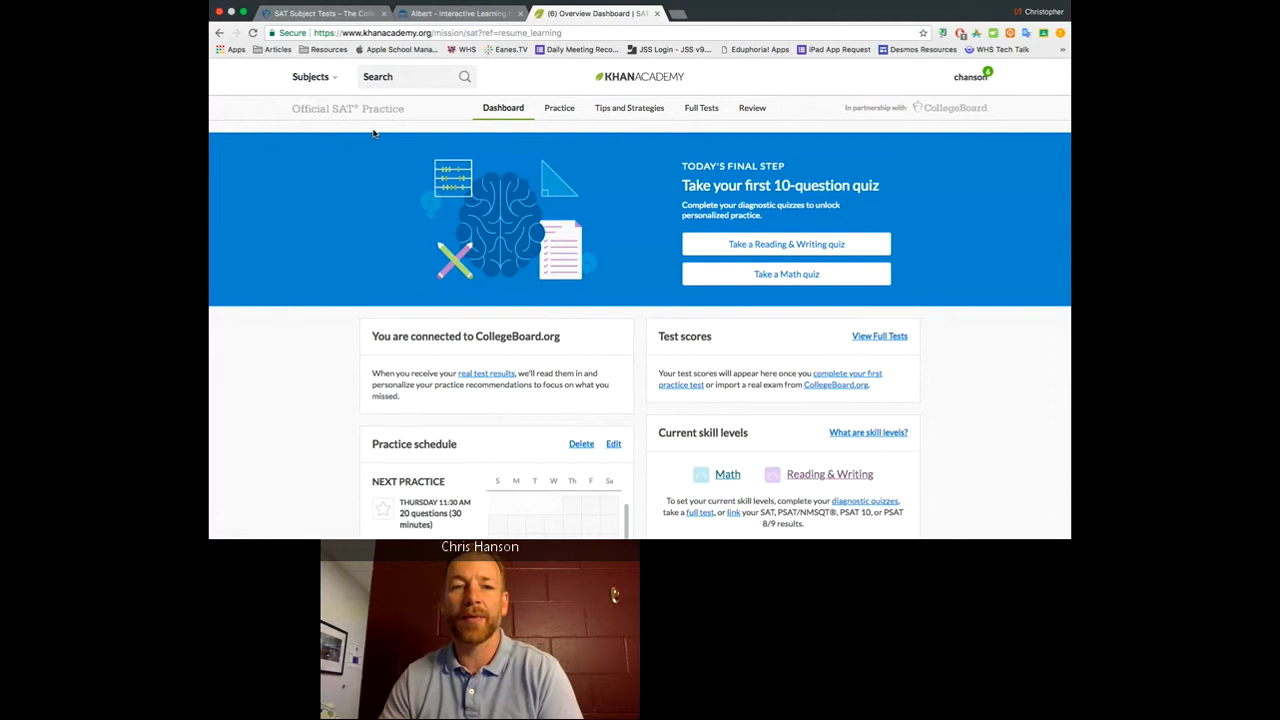 SAT Subject Tests – The Coll
Albert - Interactive Learning
(6) Overview Dashboard | SAT
Christopher
Secure
https://www.khanacademy.org/mission/sat?ref=resume_learning
Apps
Articles
Resources
Apple School Mana...
WHS
Eanes.TV
Daily Meeting Reco...
JSS Login - JSS v9....
Eduphorial Apps
iPad App Request
Desmos Resources
WHS Tech Talk
Subjects
Search
KHANACADEMY
chanson
6
Official SAT® Practice
Dashboard
Practice
Tips and Strategies
Full Tests
Review
In partnership with CollegeBoard
TODAY'S FINAL STEP
Take your first 10-question quiz
Complete your diagnostic quizzes to unlock
personalized practice.
Take a Reading & Writing quiz
Take a Math quiz
You are connected to CollegeBoard.org
When you receive your real test results, we'll read them in and
personalize your practice recommendations to focus on what you
missed.
Test scores
View Full Tests
Your test scores will appear here once you complete your first
practice test or import a real exam from CollegeBoard.org.
Practice schedule
Delete
Edit
NEXT PRACTICE
S M T W Th F Sa
THURSDAY 11:30 AM
20 questions (30
minutes)
Current skill levels
What are skill levels?
Math
Reading & Writing
To set your current skill levels, complete your diagnostic quizzes,
take a full test, or link your SAT, PSAT/NMSQT®, PSAT 10, or PSAT
8/9 results.
Chris Hanson